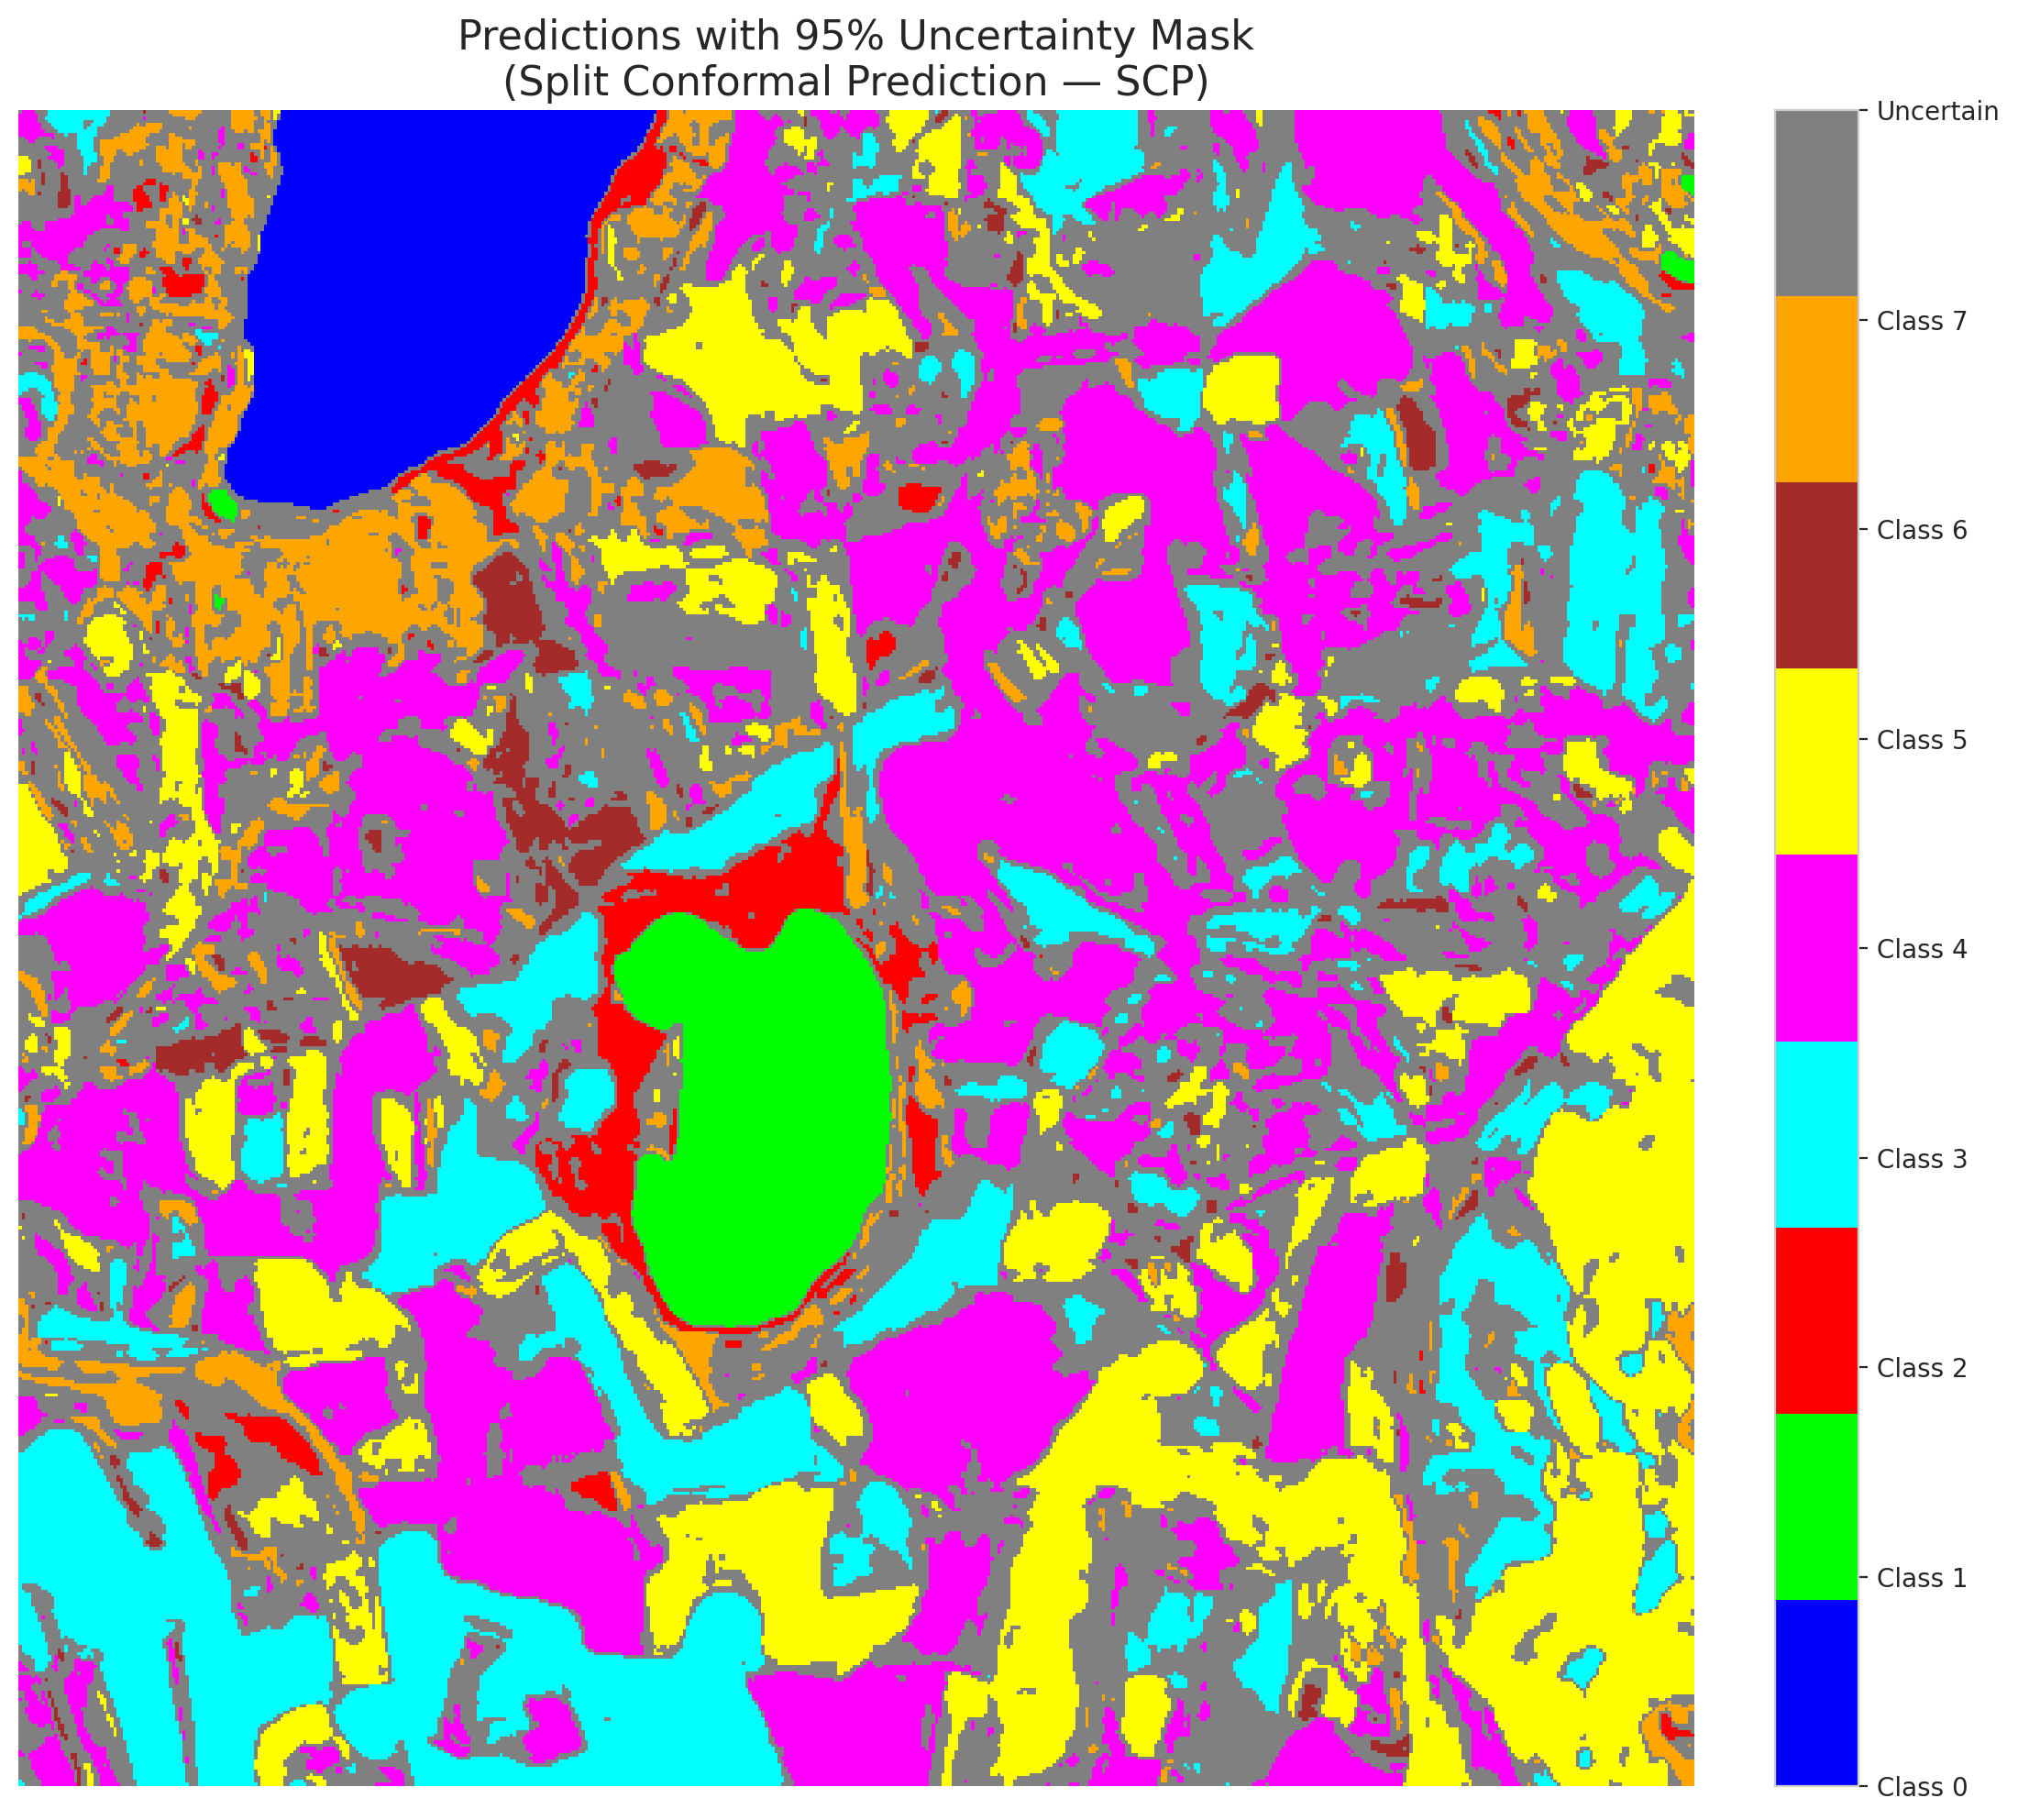 Predictions with 95% Uncertainty Mask
(Split Conformal Prediction — SCP)
Uncertain
Class 7
Class 6
Class 5
Class 4
Class 3
Class 2
Class 1
Class 0